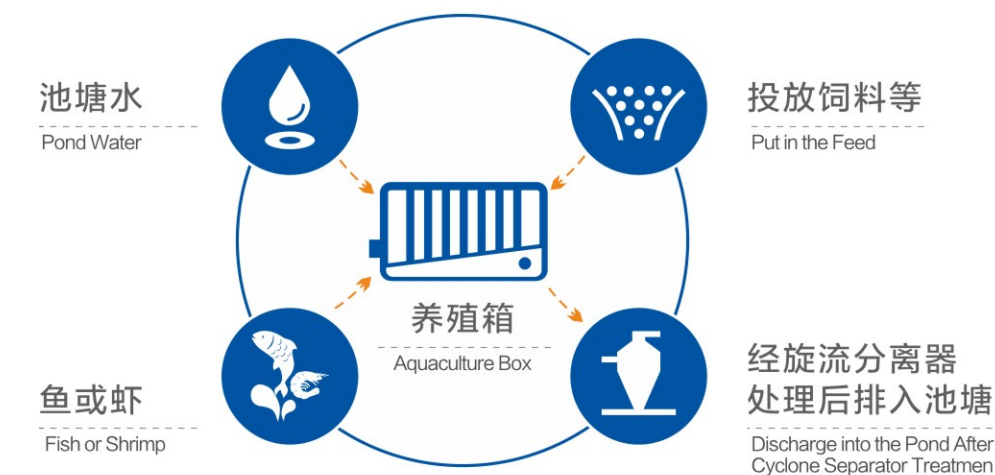 池塘水
Pond Water
投放饲料等
Put in the Feed
养殖箱
Aquaculture Box
鱼或虾
Fish or Shrimp
经旋流分离器
处理后排入池塘
Discharge into the Pond After
Cyclone Separator Treatmen